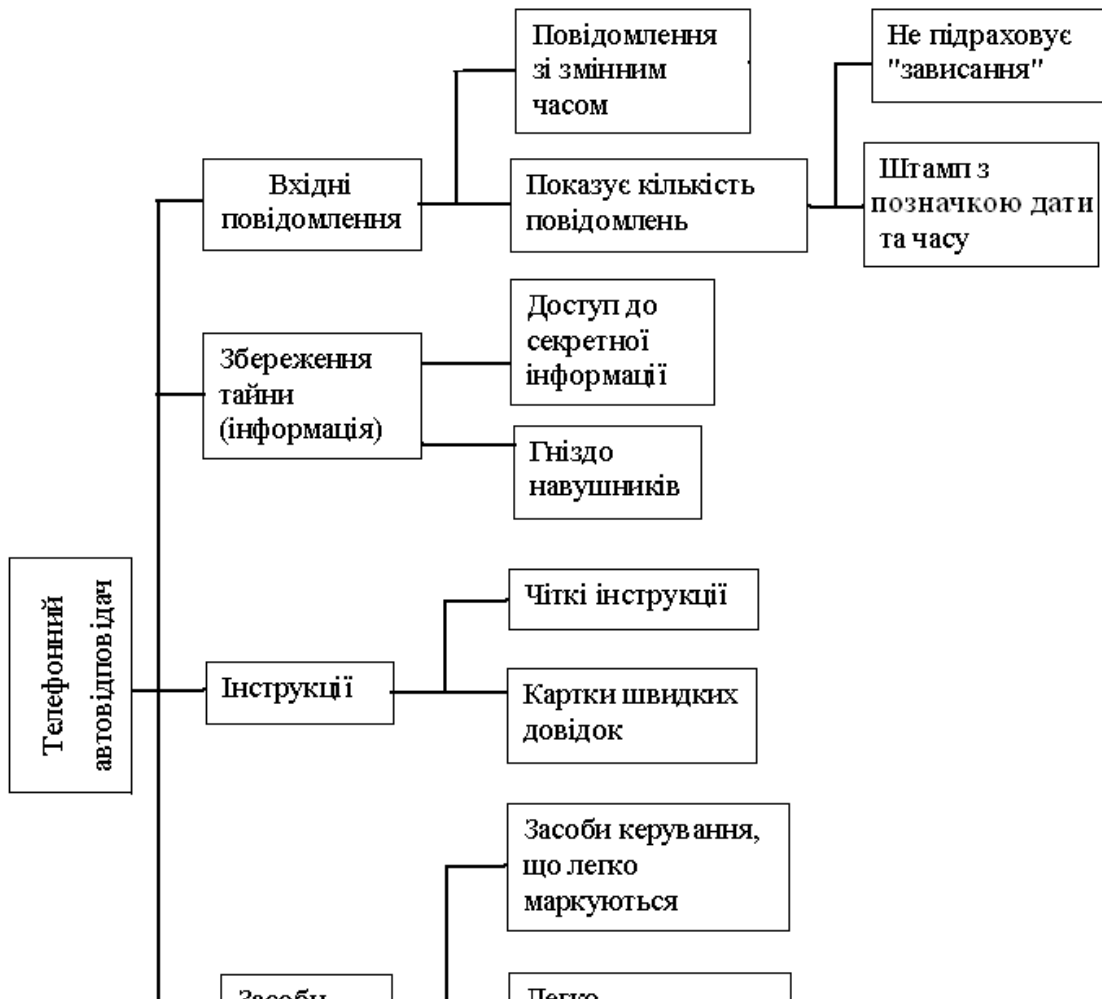 Повідомлення
зі змінним
часом
Не підраховує
"зависання"
Вхідні
повідомлення
Показує кількість
повідомлень
Штамп з
позначкою дати
та часу
Збереження
тайни
(інформація)
Доступ до
секретної
інформації
Гніздо
навушників
Телефонний
автовідповідач
Інструкції
Чіткі інструкції
Картки швидких
довідок
Засоби керування,
що легко
маркуються
Засоби
Легко